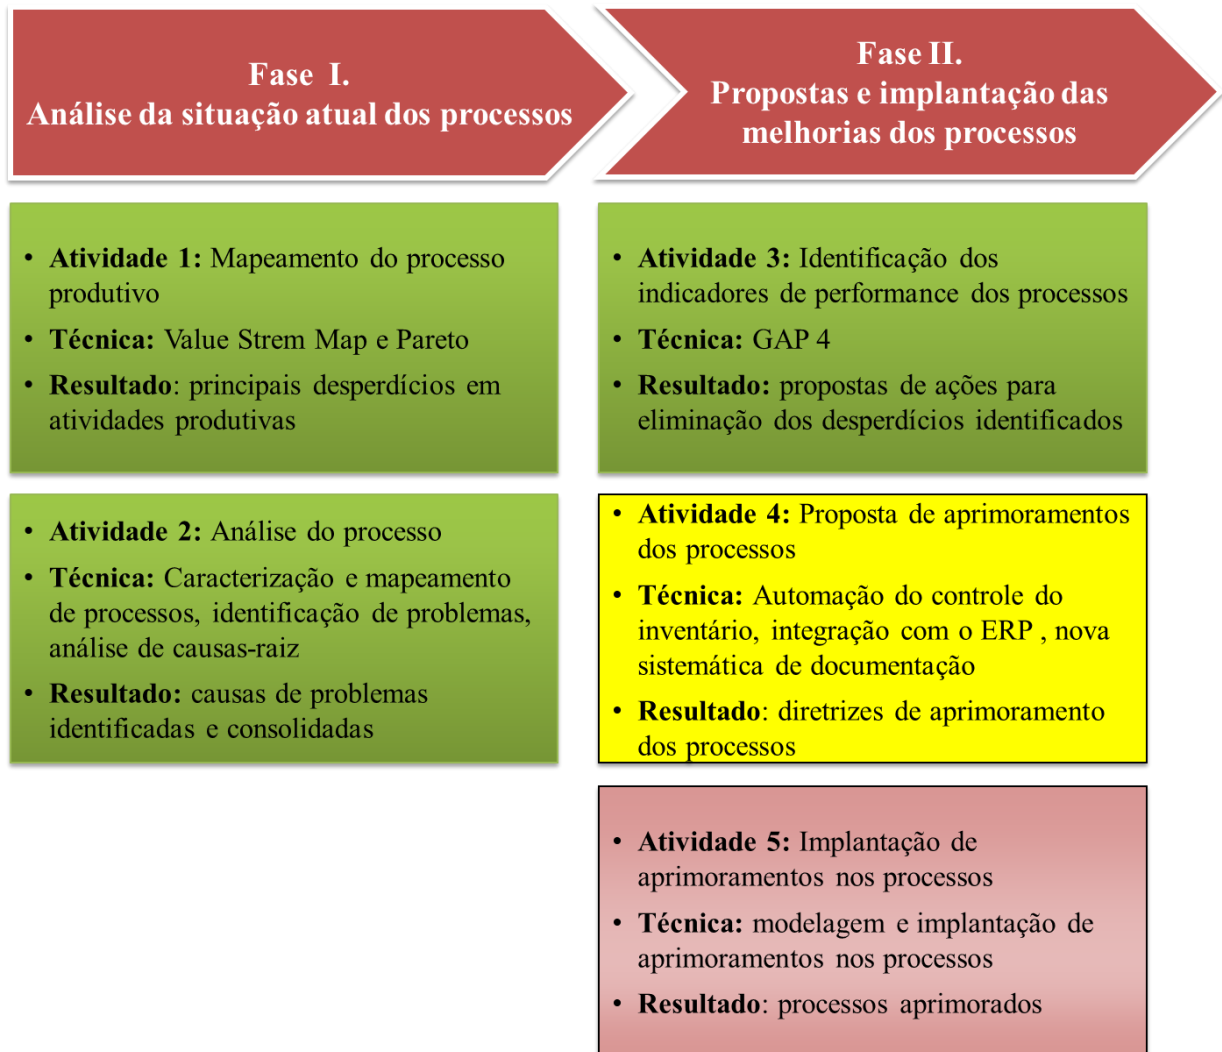 Fase I.
Análise da situação atual dos processos
Fase II.
Propostas e implantação das
melhorias dos processos
• Atividade 1: Mapeamento do processo
produtivo
• Técnica: Value Strem Map e Pareto
• Resultado: principais desperdícios em
atividades produtivas
• Atividade 2: Análise do processo
• Técnica: Caracterização e mapeamento
de processos, identificação de problemas,
análise de causas-raiz
• Resultado: causas de problemas
identificadas e consolidadas
• Atividade 3: Identificação dos
indicadores de performance dos processos
• Técnica: GAP 4
• Resultado: propostas de ações para
eliminação dos desperdícios identificados
• Atividade 4: Proposta de aprimoramentos
dos processos
• Técnica: Automação do controle do
inventário, integração com o ERP , nova
sistemática de documentação
• Resultado: diretrizes de aprimoramento
dos processos
• Atividade 5: Implantação de
aprimoramentos nos processos
• Técnica: modelagem e implantação de
aprimoramentos nos processos
• Resultado: processos aprimorados